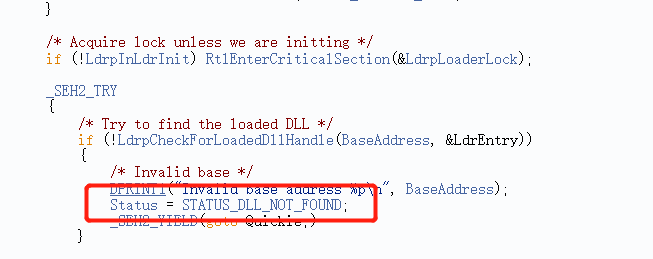 }
/* Acquire lock unless we are initting */
if (!LdrpInLdrInit) RtlEnterCriticalSection(&LdrpLoaderLock);
_SEH2_TRY
{
/* Try to find the loaded DLL */
if (!LdrpCheckForLoadedDllHandle(BaseAddress, &LdrEntry))
{
/* Invalid base */
DPRINT1("Invalid base address %p\n", BaseAddress);
Status = STATUS_DLL_NOT_FOUND;
_SEH2_YIELD(goto Quickie;)
}